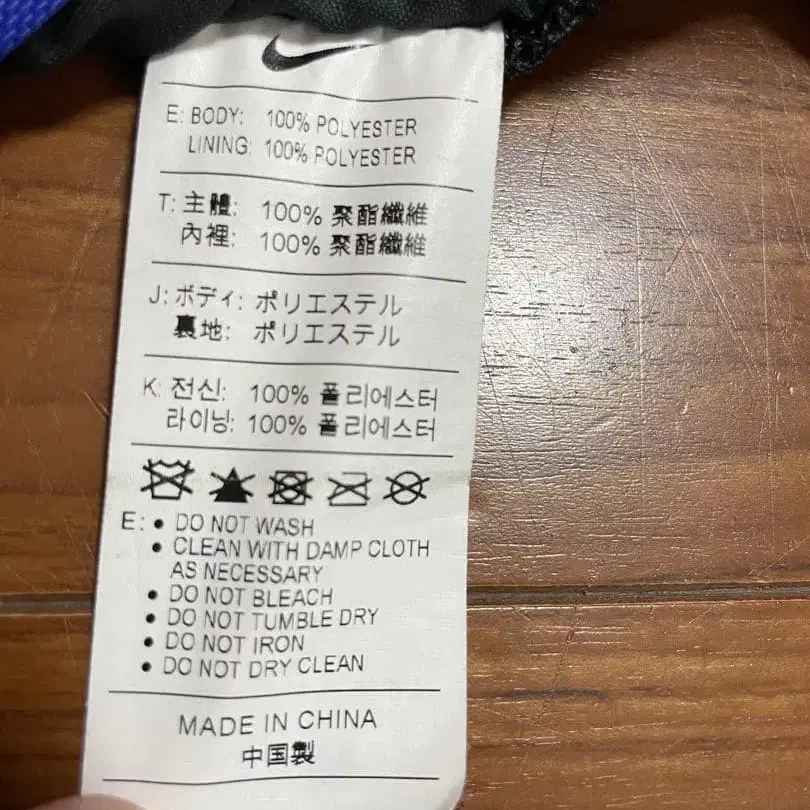 E: BODY: 100% POLYESTER
LINING: 100% POLYESTER
T: 主體: 100% 聚酯纖維
內裡: 100% 聚酯纖維
J: ボディ: ポリエステル
裏地: ポリエステル
K: 전신: 100% 폴리에스터
라이닝: 100% 폴리에스터
E: • DO NOT WASH
• CLEAN WITH DAMP CLOTH
AS NECESSARY
• DO NOT BLEACH
• DO NOT TUMBLE DRY
• DO NOT IRON
• DO NOT DRY CLEAN
MADE IN CHINA
中国製